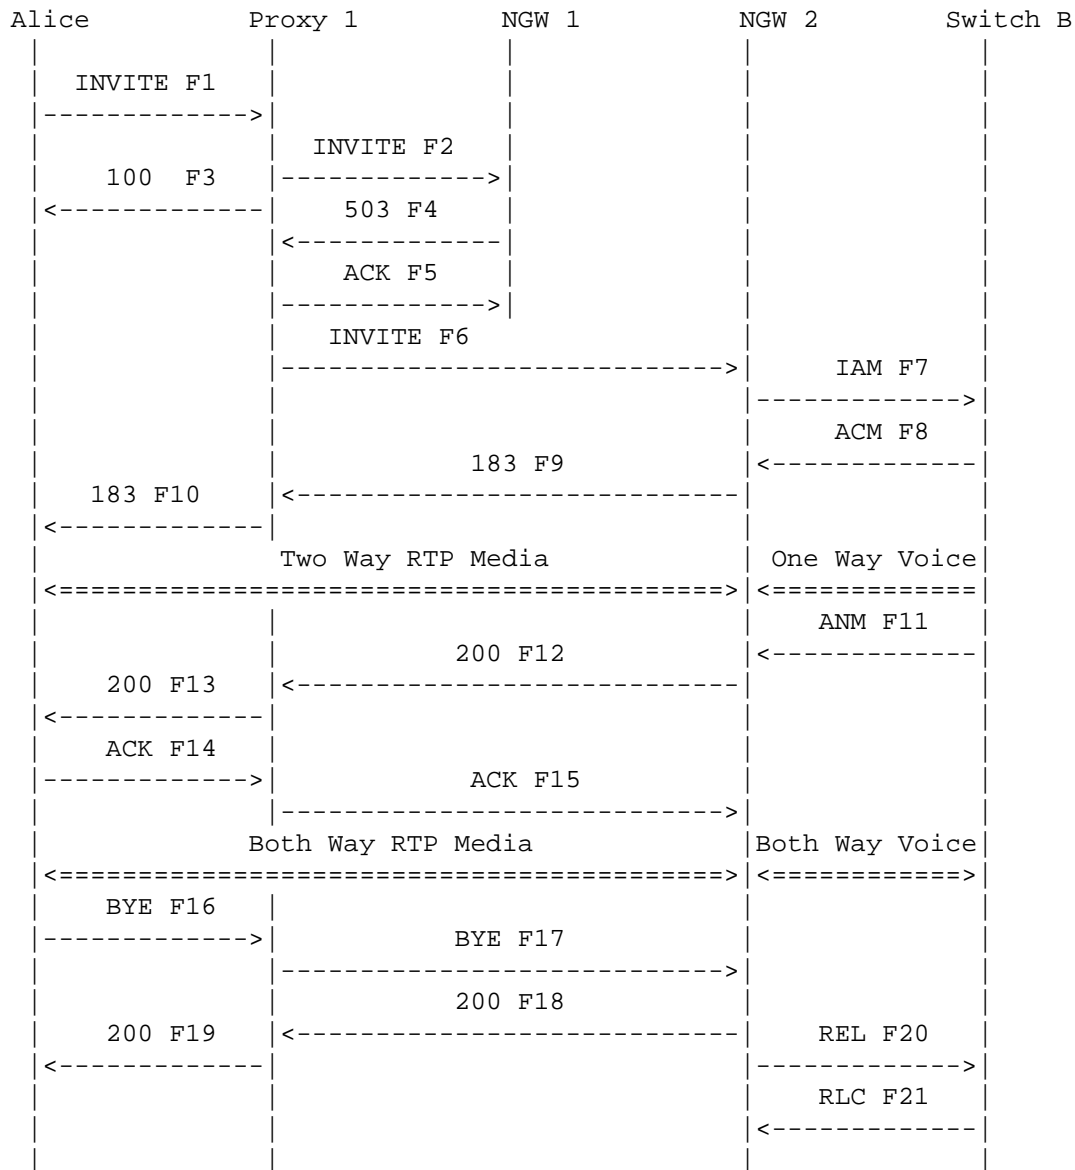 Alice Proxy 1 NGW 1 NGW 2 Switch B
INVITE F1
INVITE F2
100 F3
503 F4
ACK F5
INVITE F6
IAM F7
ACM F8
183 F9
183 F10
Two Way RTP Media One Way Voice
ANM F11
200 F12
200 F13
ACK F14
ACK F15
Both Way RTP Media Both Way Voice
BYE F16
BYE F17
200 F18
200 F19 REL F20
RLC F21